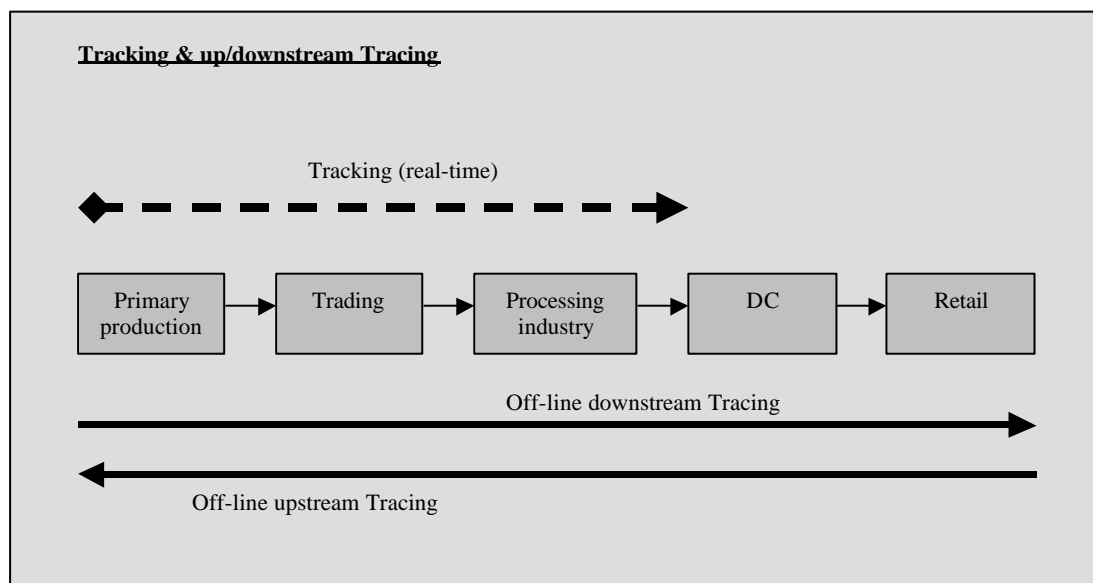 Tracking & up/downstream Tracing
Tracking (real-time)
Primary
production
Trading
Processing
industry
DC
Retail
Off-line downstream Tracing
Off-line upstream Tracing